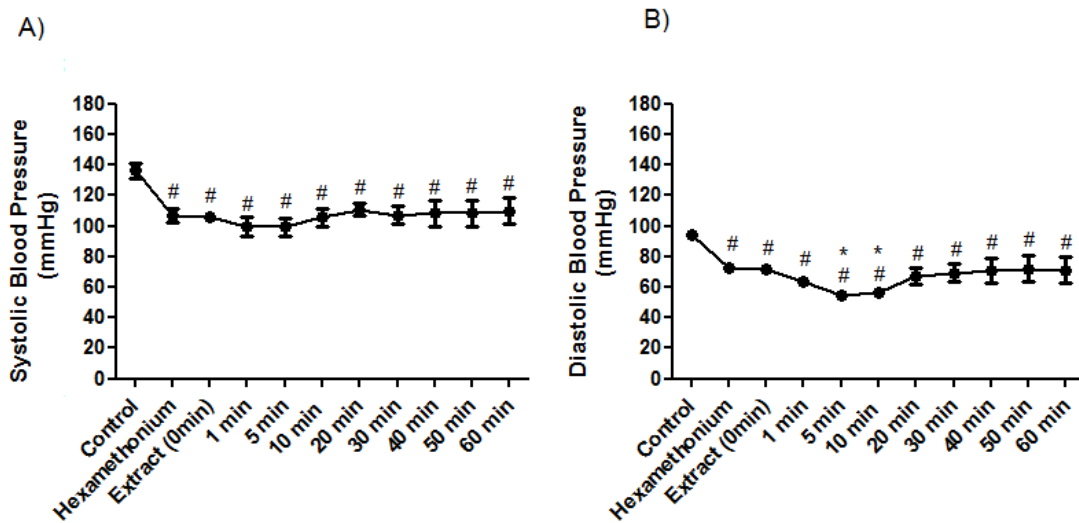 A)
Systolic Blood Pressure
(mmHg)
180
160
140
120
100
80
60
40
20
0
# # # # # # # # # #
Control
Hexamethonium
Extract (0min)
1 min
5 min
10 min
20 min
30 min
40 min
50 min
60 min
B)
Diastolic Blood Pressure
(mmHg)
180
160
140
120
100
80
60
40
20
0
* *
# # # # # # # # # #
Control
Hexamethonium
Extract (0min)
1 min
5 min
10 min
20 min
30 min
40 min
50 min
60 min